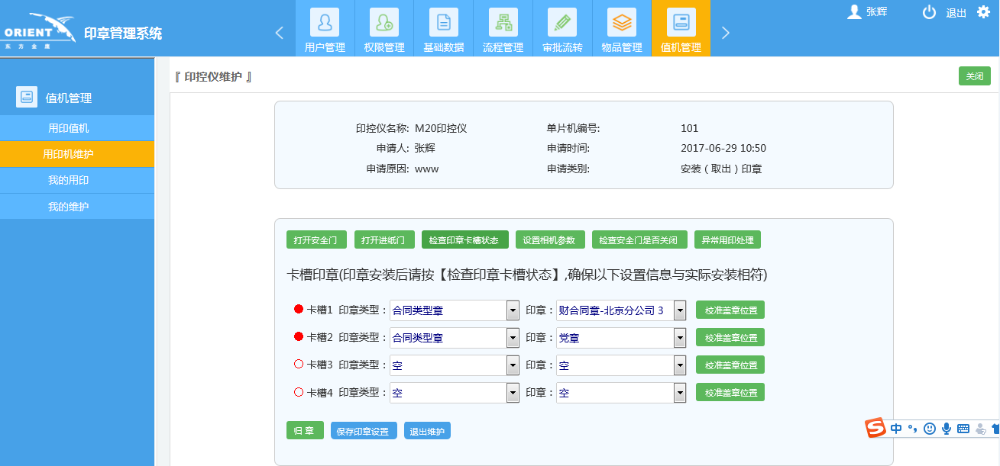 ORIENT
东方金鹰
印章管理系统
用户管理 权限管理 基础数据 流程管理 审批流转 物品管理 值机管理
张辉 退出
『 印控仪维护 』
关闭
值机管理
用印值机
用印机维护
我的用印
我的维护
印控仪名称: M20印控仪 单片机编号: 101
申请人: 张辉 申请时间: 2017-06-29 10:50
申请原因: www 申请类别: 安装（取出）印章
打开安全门 打开进纸门 检查印章卡槽状态 设置相机参数 检查安全门是否关闭 异常用印处理
卡槽印章(印章安装后请按【检查印章卡槽状态】,确保以下设置信息与实际安装相符)
卡槽1 印章类型： 合同类型章 印章： 财合同章-北京分公司 3 校准盖章位置
卡槽2 印章类型： 合同类型章 印章： 党章 校准盖章位置
卡槽3 印章类型： 空 印章： 空 校准盖章位置
卡槽4 印章类型： 空 印章： 空 校准盖章位置
归 章 保存印章设置 退出维护
S 中 °,